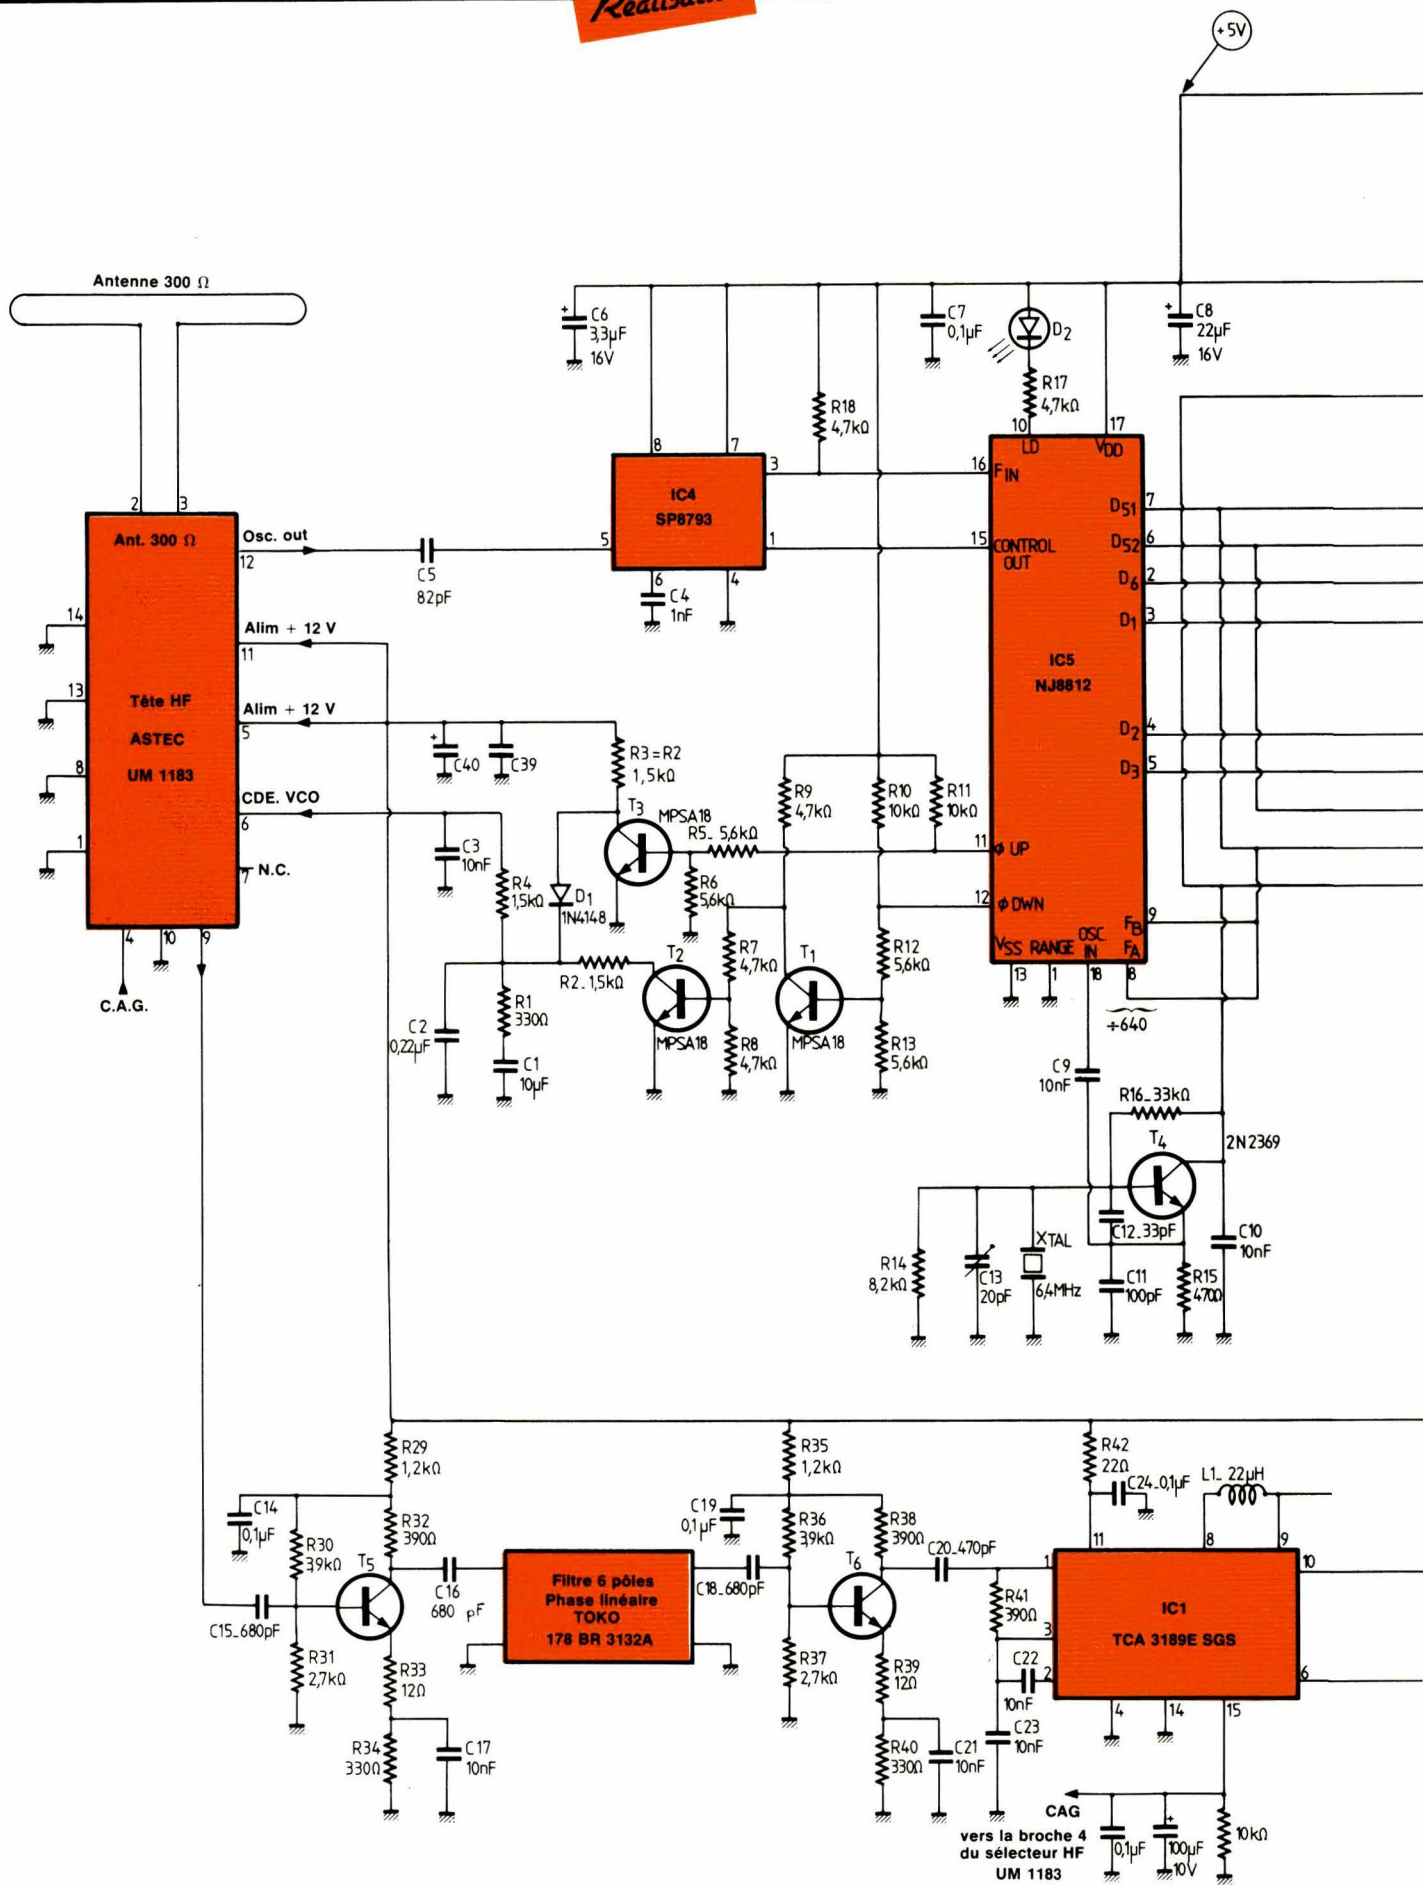 +5V
Antenne 300 Ω
+
C6
3,3µF
16V
C7
0,1µF
D2
+
C8
22µF
16V
R17
4,7kΩ
R18
4,7kΩ
2
3
Ant. 300 Ω
Tête HF
ASTEC
UM 1183
Osc. out
12
Alim + 12 V
11
Alim + 12 V
5
CDE. VCO
6
N.C.
7
14
13
8
1
4
10
9
C.A.G.
C5
82pF
8
7
3
1
5
6
4
IC4
SP8793
C4
1nF
10
LD
17
VDD
16
FIN
15
CONTROL
OUT
IC5
NJ8812
DS1
7
DS2
6
D6
2
D1
3
D2
4
D3
5
11
ϕ UP
12
ϕ DWN
VSS
RANGE
OSC
IN
FB
9
FA
13
1
18
8
÷640
+
C40
C39
R3=R2
1,5kΩ
T3
MPSA18
R5_ 5,6kΩ
R6
5,6kΩ
R9
4,7kΩ
R10
10kΩ
R11
10kΩ
C3
10nF
R4
1,5kΩ
D1
1N4148
R2_1,5kΩ
T2
MPSA18
R7
4,7kΩ
T1
MPSA18
R12
5,6kΩ
R1
330Ω
C2
0,22µF
C1
10µF
R8
4,7kΩ
R13
5,6kΩ
C9
10nF
R16_33kΩ
T4
2N2369
C12_33pF
C10
10nF
R14
8,2kΩ
C13
20pF
XTAL
6,4MHz
C11
100pF
R15
470Ω
R29
1,2kΩ
R35
1,2kΩ
R42
22Ω
C24_0,1µF
L1_ 22µH
C14
0,1µF
R30
3,9kΩ
R32
390Ω
T5
C16
680 pF
C19
0,1µF
R36
3,9kΩ
R38
390Ω
T6
C20_470pF
11
8
9
Filtre 6 pôles
Phase linéaire
TOKO
178 BR 3132A
C18_680pF
1
10
R41
390Ω
IC1
TCA 3189E SGS
3
2
6
4
14
15
C15_680pF
R31
2,7kΩ
R33
12Ω
R37
2,7kΩ
R39
12Ω
C22
10nF
R34
330Ω
C17
10nF
R40
330Ω
C21
10nF
C23
10nF
CAG
vers la broche 4
du sélecteur HF
UM 1183
0,1µF
+
100µF
10V
10kΩ